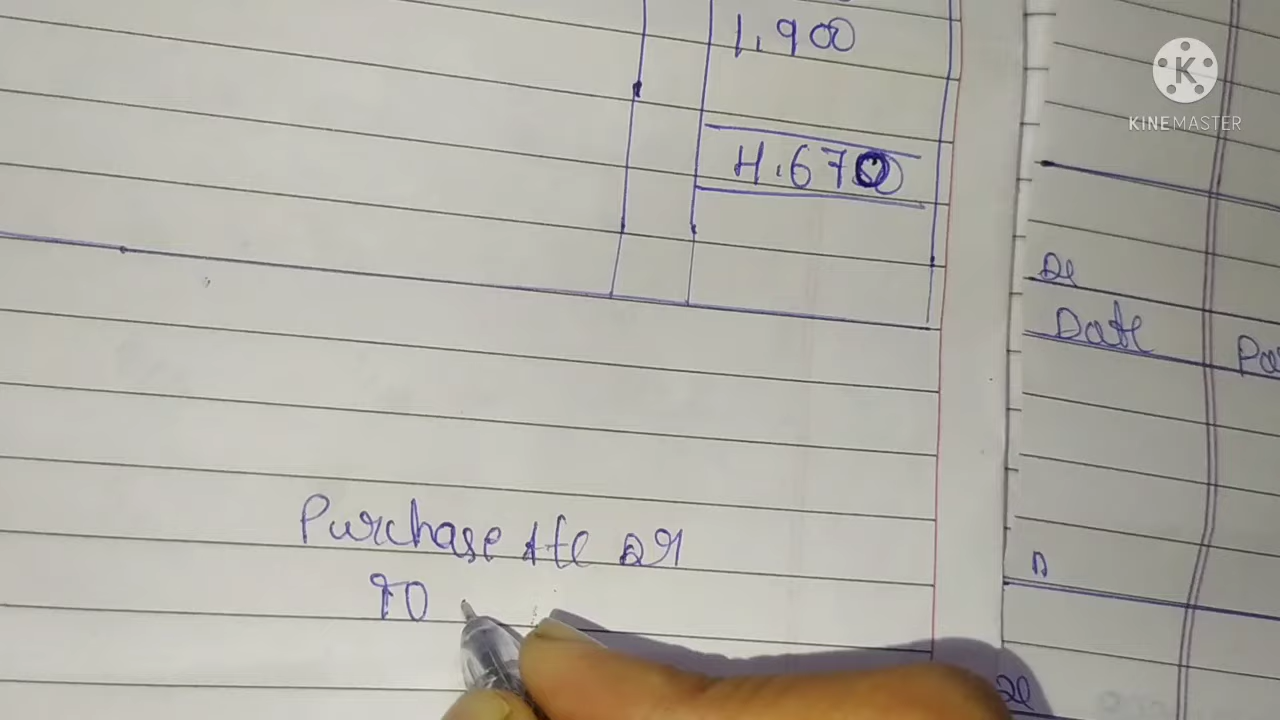 1,900
4,670
Purchase A/c Dr
To
Dr
Date
KINEMASTER